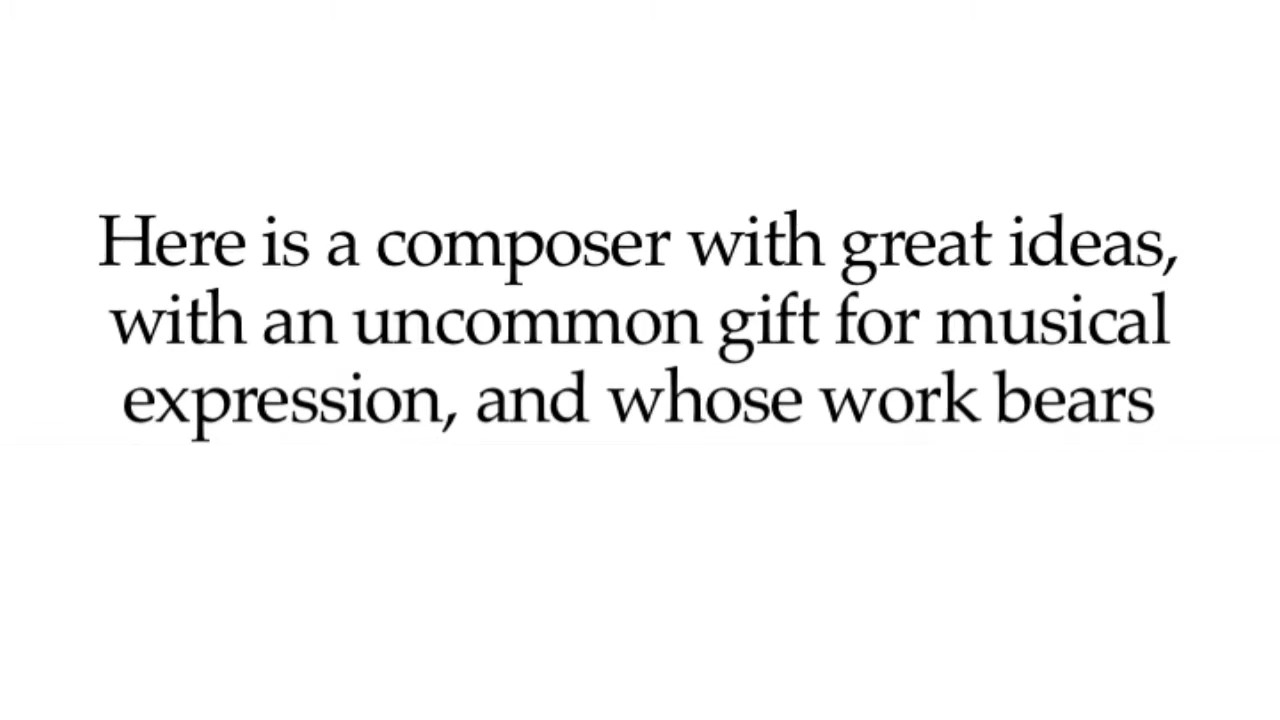 Here is a composer with great ideas,
with an uncommon gift for musical
expression, and whose work bears